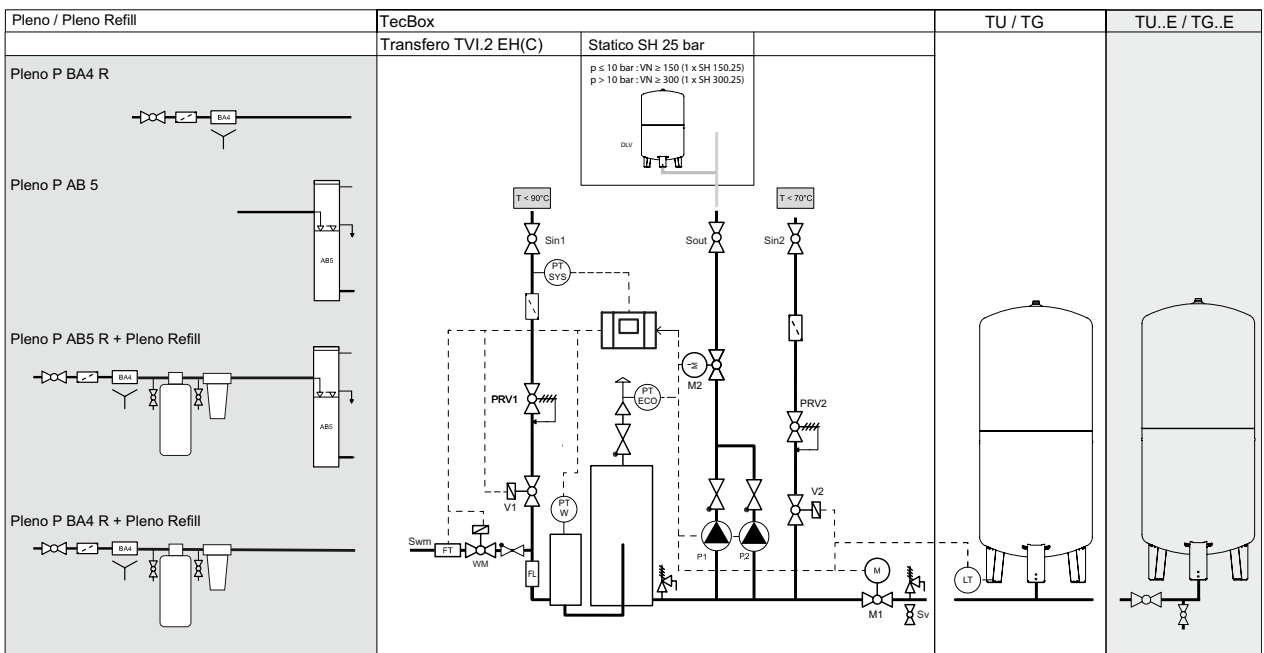 Pleno / Pleno Refill
TecBox
TU / TG
TU..E / TG..E
Transfero TVI.2 EH(C)
Statico SH 25 bar
p ≤ 10 bar : VN ≥ 150 (1 x SH 150.25)
p > 10 bar : VN ≥ 300 (1 x SH 300.25)
DLV
Pleno P BA4 R
BA4
Pleno P AB 5
AB5
Pleno P AB5 R + Pleno Refill
BA4
AB5
Pleno P BA4 R + Pleno Refill
BA4
T < 90°C
T < 70°C
Sin1
Sout
Sin2
PT
SYS
M2
PT
ECO
PRV1
PRV2
V1
PT
W
V2
Swm
FT
WM
FL
P1
P2
M
M1
Sv
LT